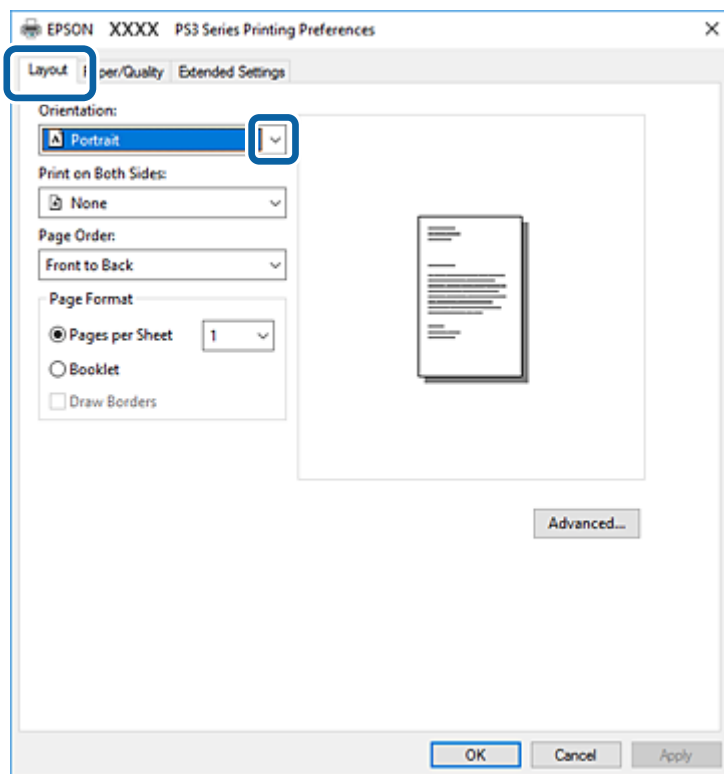 EPSON XXXX PS3 Series Printing Preferences
Layout per/Quality Extended Settings
Orientation:
Portrait
Print on Both Sides:
None
Page Order:
Front to Back
Page Format
Pages per Sheet 1
Booklet
Draw Borders
Advanced...
OK Cancel Apply